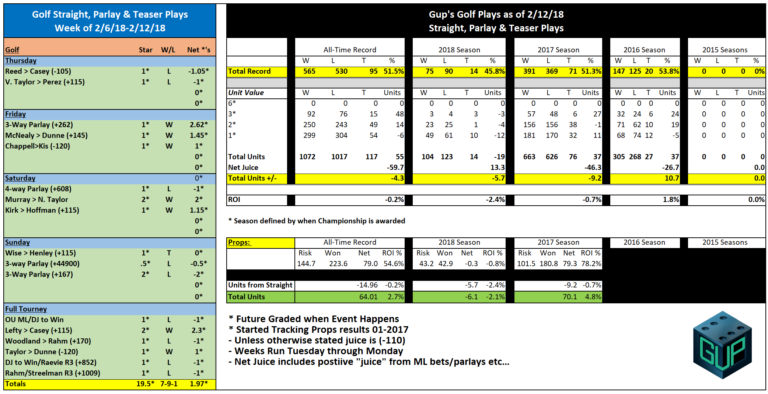 Golf Straight, Parlay & Teaser Plays
Week of 2/6/18-2/12/18
Golf Star W/L Net *'s
Thursday
Reed > Casey (-105) 1* L -1.05*
V. Taylor > Perez (+115) 1* L -1*
0*
0*
Friday
3-Way Parlay (+262) 1* W 2.62*
McNealy > Dunne (+145) 1* W 1.45*
Chappell>Kis (-120) 1* W 1*
0*
0*
Saturday 0*
4-way Parlay (+608) 1* L -1*
Murray > N. Taylor 2* W 2*
Kirk > Hoffman (+115) 1* W 1.15*
0*
0*
Sunday
Wise > Henley (+115) 1* T 0*
3-way Parlay (+44900) .5* L -0.5*
3-Way Parlay (+167) 2* L -2*
0*
0*
Full Tourney
OU ML/DJ to Win 1* L -1*
Lefty > Casey (+115) 2* W 2.3*
Woodland > Rahm (+170) 1* L -1*
Taylor > Dunne (-120) 1* W 1*
DJ to Win/Raevie R3 (+852) 1* L -1*
Rahm/Streelman R3 (+1009) 1* L -1*
Totals 19.5* 7-9-1 1.97*
Gup's Golf Plays as of 2/12/18
Straight, Parlay & Teaser Plays
All-Time Record 2018 Season 2017 Season 2016 Season 2015 Seasons
W L T % W L T % W L T % W L T % W L T %
Total Record 565 530 95 51.5% 75 90 14 45.8% 391 369 71 51.3% 147 125 20 53.8% 0 0 0 0%
Unit Value W L T Units W L T Units W L T Units W L T Units W L T Units
6* 0 0 0 0 0 0 0 0 0 0 0 0 0 0 0 0 0 0 0 0
3* 92 76 15 48 3 4 3 -3 57 48 6 27 32 24 6 24 0 0 0 0
2* 250 243 49 14 23 25 1 -4 156 156 38 -1 71 62 10 19 0 0 0 0
1* 299 304 54 -6 49 61 10 -12 181 170 32 11 68 74 12 -5 0 0 0 0
Total Units 1072 1017 117 55 104 123 14 -19 663 626 76 37 305 268 27 37 0 0 0 0
Net Juice -59.7 13.3 -46.3 -26.7 0.0
Total Units +/- -4.3 -5.7 -9.2 10.7 0.0
ROI -0.2% -2.4% -0.7% 1.8% 0.0%
* Season defined by when Championship is awarded
Props: All-Time Record 2018 Season 2017 Season 2016 Season 2015 Seasons
Risk Won Net ROI % Risk Won Net ROI % Risk Won Net ROI %
144.7 223.6 79.0 54.6% 43.2 42.9 -0.3 -0.8% 101.5 180.8 79.3 78.2%
Units from Straight -14.96 -0.2% -5.7 -2.4% -9.2 -0.7%
Total Units 64.01 2.7% -6.1 -2.1% 70.1 4.8%
* Future Graded when Event Happens
* Started Tracking Props results 01-2017
- Unless otherwise stated juice is (-110)
- Weeks Run Tuesday through Monday
- Net Juice includes postiive "juice" from ML bets/parlays etc...
GUP